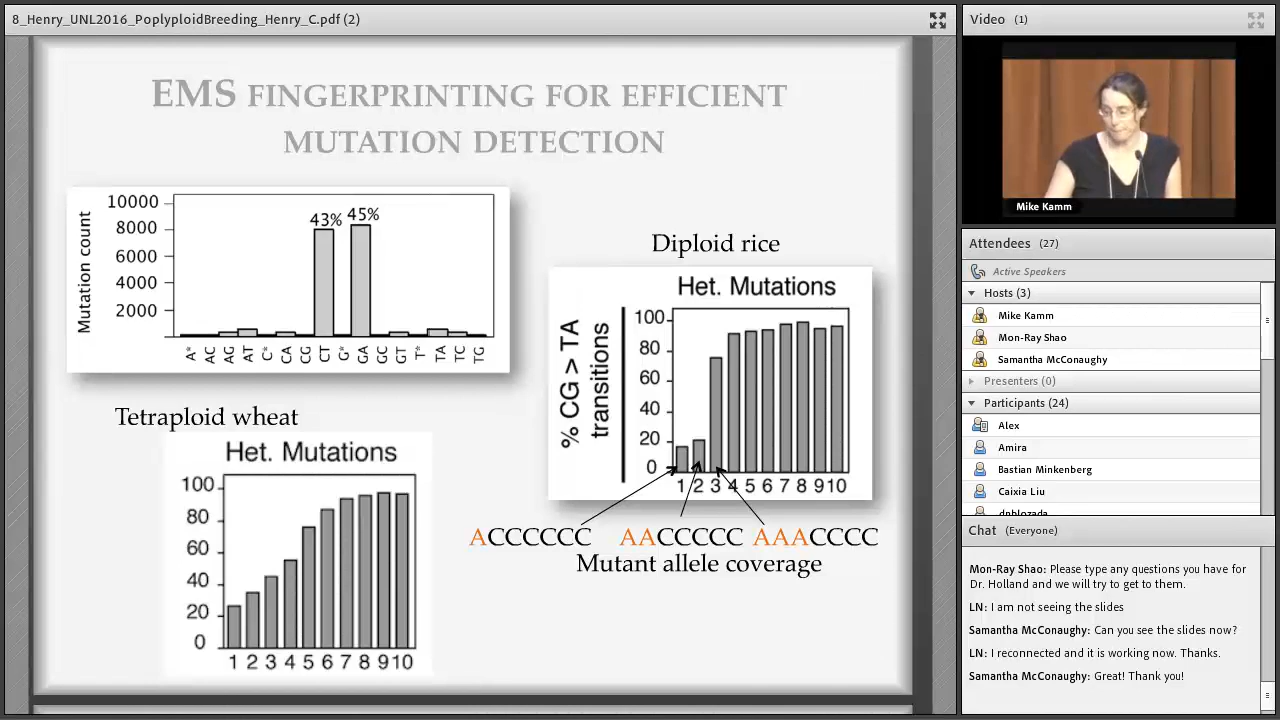 8_Henry_UNL2016_PoplyploidBreeding_Henry_C.pdf (2)
EMS FINGERPRINTING FOR EFFICIENT
MUTATION DETECTION
Mutation count
10000
8000
6000
4000
2000
43% 45%
A* AC AG AT C* CA CG CT G* GA GC GT T* TA TC TG
Tetraploid wheat
Het. Mutations
100
80
60
40
20
0
1 2 3 4 5 6 7 8 9 10
Diploid rice
Het. Mutations
% CG > TA
transitions
100
80
60
40
20
0
1 2 3 4 5 6 7 8 9 10
ACCCCCC AACCCCC AAACCCC
Mutant allele coverage
Video (1)
Mike Kamm
Attendees (27)
Active Speakers
Hosts (3)
Mike Kamm
Mon-Ray Shao
Samantha McConaughy
Presenters (0)
Participants (24)
Alex
Amira
Bastian Minkenberg
Caixia Liu
dnblozada
Chat (Everyone)
Mon-Ray Shao: Please type any questions you have for
Dr. Holland and we will try to get to them.
LN: I am not seeing the slides
Samantha McConaughy: Can you see the slides now?
LN: I reconnected and it is working now. Thanks.
Samantha McConaughy: Great! Thank you!